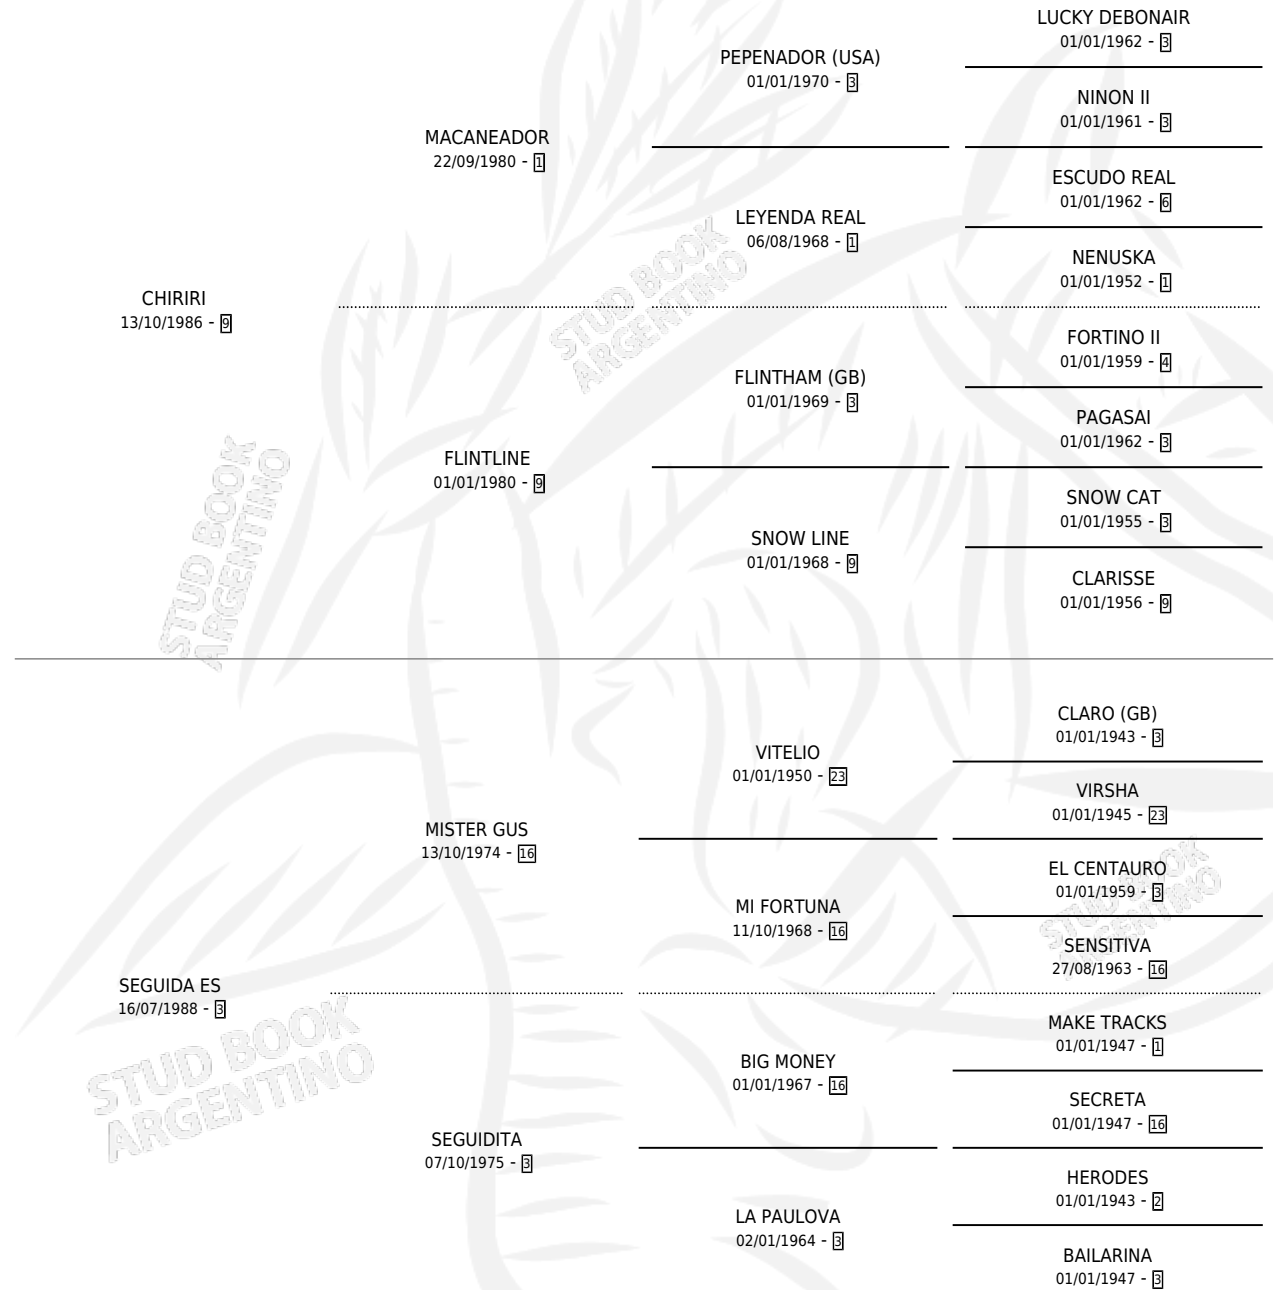 LUCKY DEBONAIR
01/01/1962 - 3
PEPENADOR (USA)
01/01/1970 - 3
NINON II
01/01/1961 - 3
MACANEADOR
22/09/1980 - 1
ESCUDO REAL
01/01/1962 - 6
LEYENDA REAL
06/08/1968 - 1
NENUSKA
01/01/1952 - 1
CHIRIRI
13/10/1986 - 9
FORTINO II
01/01/1959 - 4
FLINTHAM (GB)
01/01/1969 - 3
PAGASAI
01/01/1962 - 3
FLINTLINE
01/01/1980 - 9
SNOW CAT
01/01/1955 - 3
SNOW LINE
01/01/1968 - 9
CLARISSE
01/01/1956 - 9
CLARO (GB)
01/01/1943 - 3
VITELIO
01/01/1950 - 23
VIRSHA
01/01/1945 - 23
MISTER GUS
13/10/1974 - 16
EL CENTAURO
01/01/1959 - 3
MI FORTUNA
11/10/1968 - 16
SENSITIVA
27/08/1963 - 16
SEGUIDA ES
16/07/1988 - 3
MAKE TRACKS
01/01/1947 - 1
BIG MONEY
01/01/1967 - 16
SECRETA
01/01/1947 - 16
SEGUIDITA
07/10/1975 - 3
HERODES
01/01/1943 - 2
LA PAULOVA
02/01/1964 - 3
BAILARINA
01/01/1947 - 3
STUD BOOK
ARGENTINO
STUD BOOK
ARGENTINO
STUD BOOK
ARGENTINO
STUD BOOK
ARGENTINO